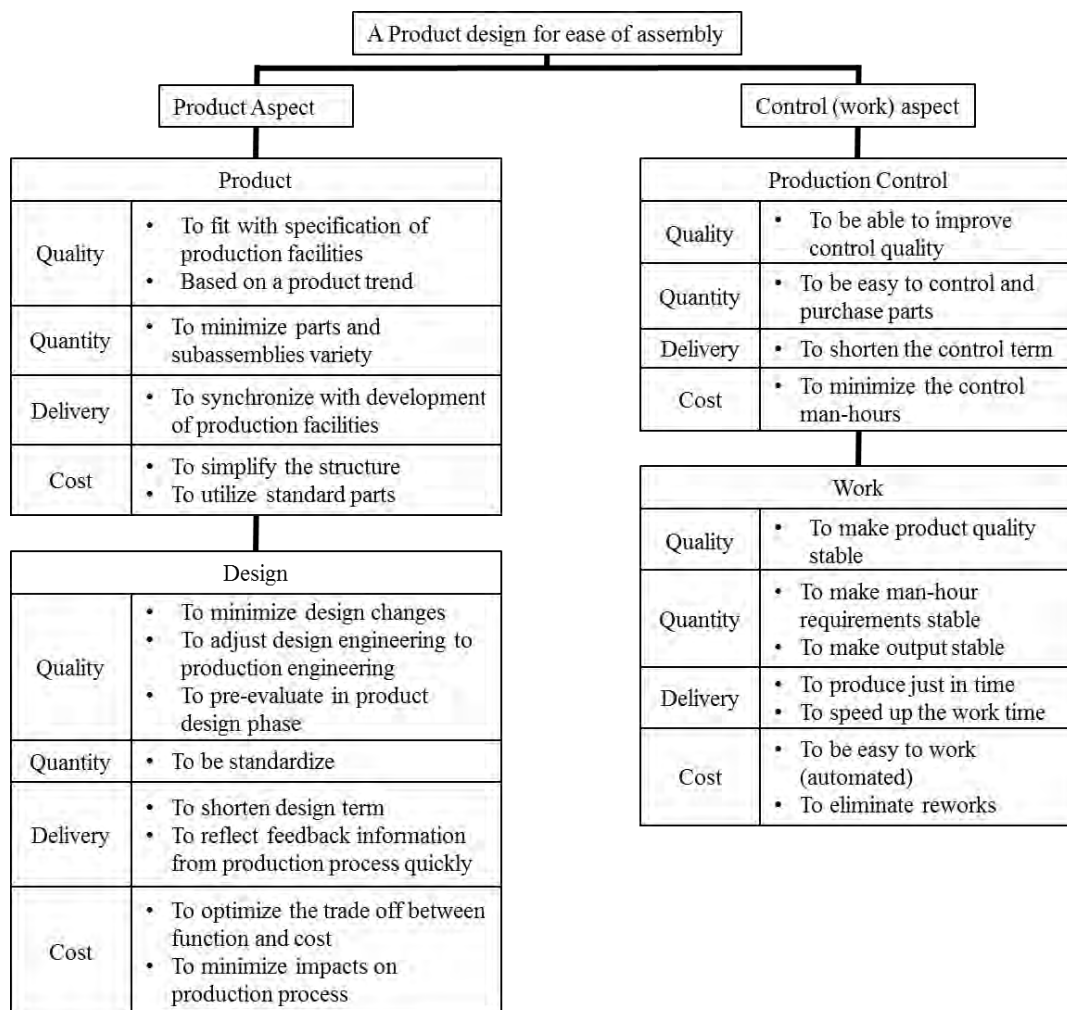 A Product design for ease of assembly
Product Aspect
Product
Quality
• To fit with specification of
production facilities
• Based on a product trend
Quantity
• To minimize parts and
subassemblies variety
Delivery
• To synchronize with development
of production facilities
Cost
• To simplify the structure
• To utilize standard parts
Design
Quality
• To minimize design changes
• To adjust design engineering to
production engineering
• To pre-evaluate in product
design phase
Quantity
• To be standardize
Delivery
• To shorten design term
• To reflect feedback information
from production process quickly
Cost
• To optimize the trade off between
function and cost
• To minimize impacts on
production process
Control (work) aspect
Production Control
Quality
• To be able to improve
control quality
Quantity
• To be easy to control and
purchase parts
Delivery
• To shorten the control term
Cost
• To minimize the control
man-hours
Work
Quality
• To make product quality
stable
Quantity
• To make man-hour
requirements stable
• To make output stable
Delivery
• To produce just in time
• To speed up the work time
Cost
• To be easy to work
(automated)
• To eliminate reworks